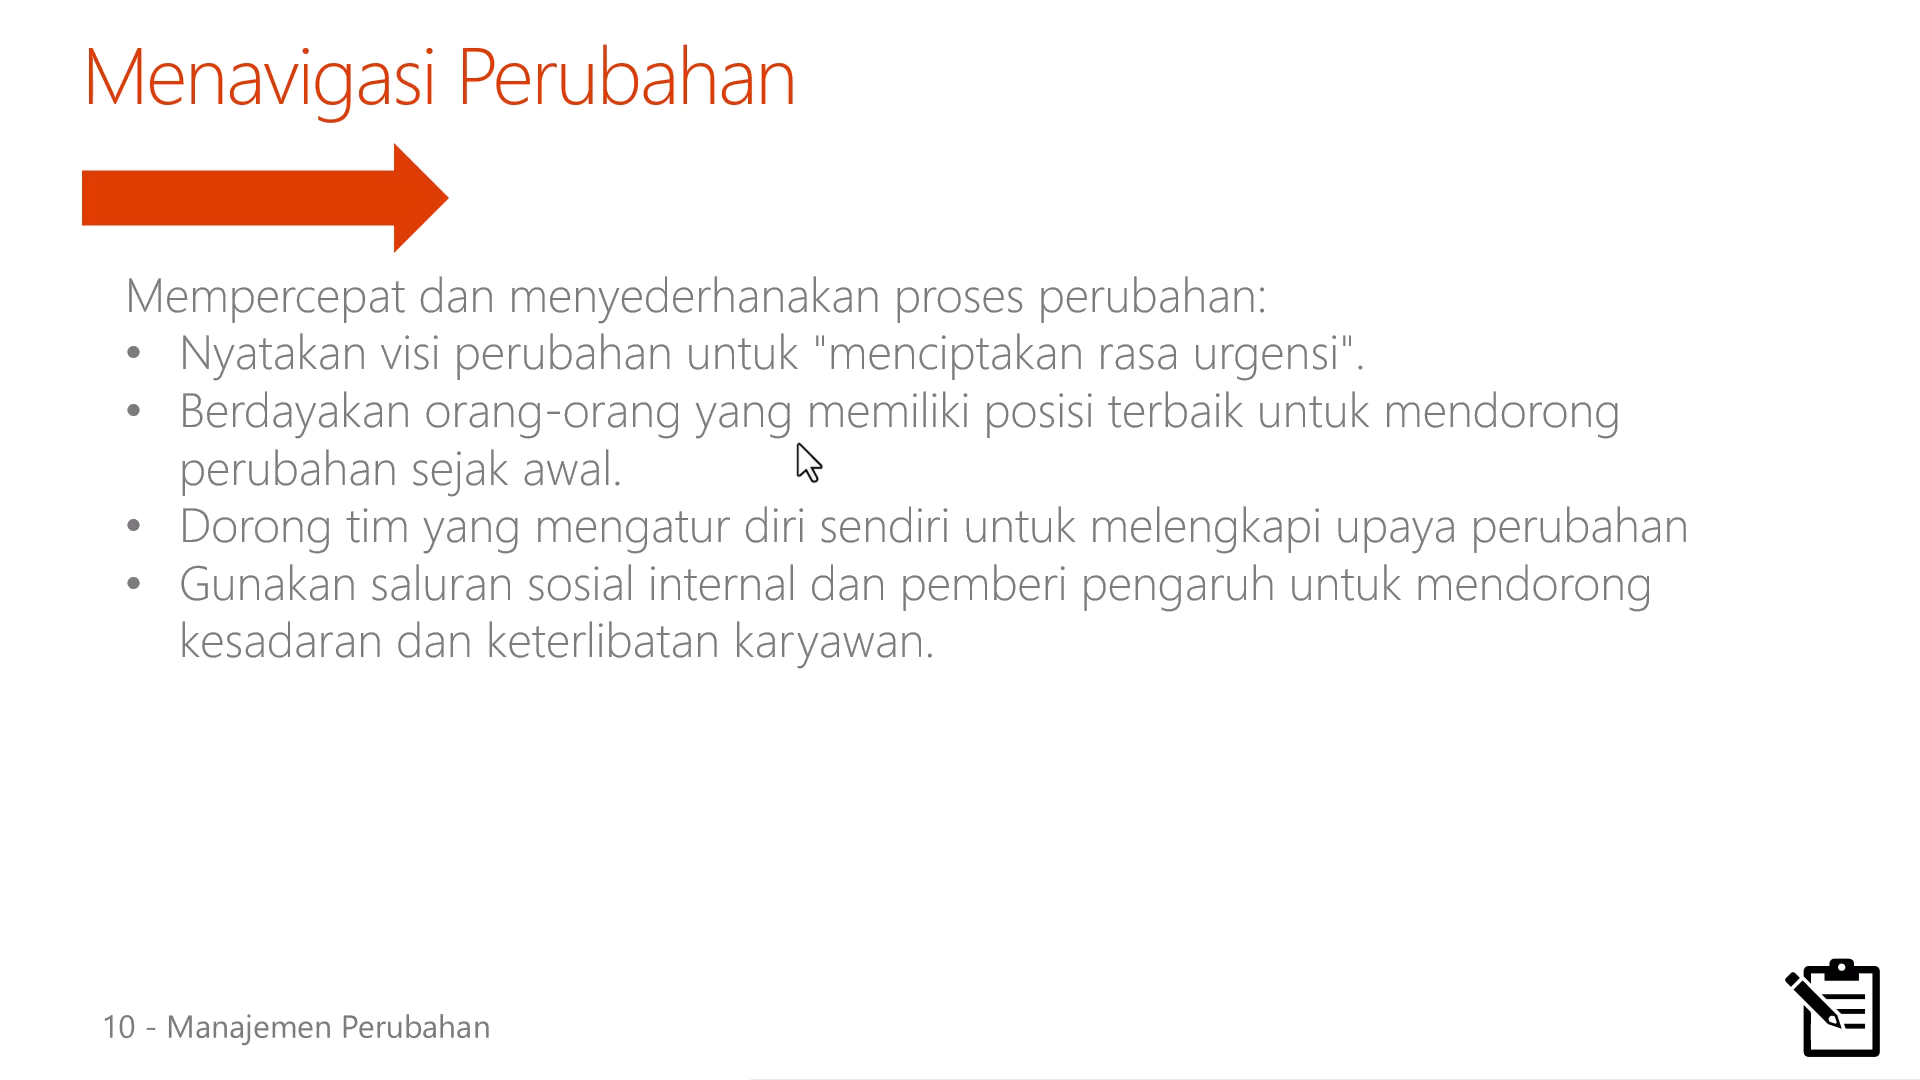 Menavigasi Perubahan
Mempercepat dan menyederhanakan proses perubahan:
• Nyatakan visi perubahan untuk "menciptakan rasa urgensi".
• Berdayakan orang-orang yang memiliki posisi terbaik untuk mendorong
perubahan sejak awal.
• Dorong tim yang mengatur diri sendiri untuk melengkapi upaya perubahan
• Gunakan saluran sosial internal dan pemberi pengaruh untuk mendorong
kesadaran dan keterlibatan karyawan.
10 - Manajemen Perubahan